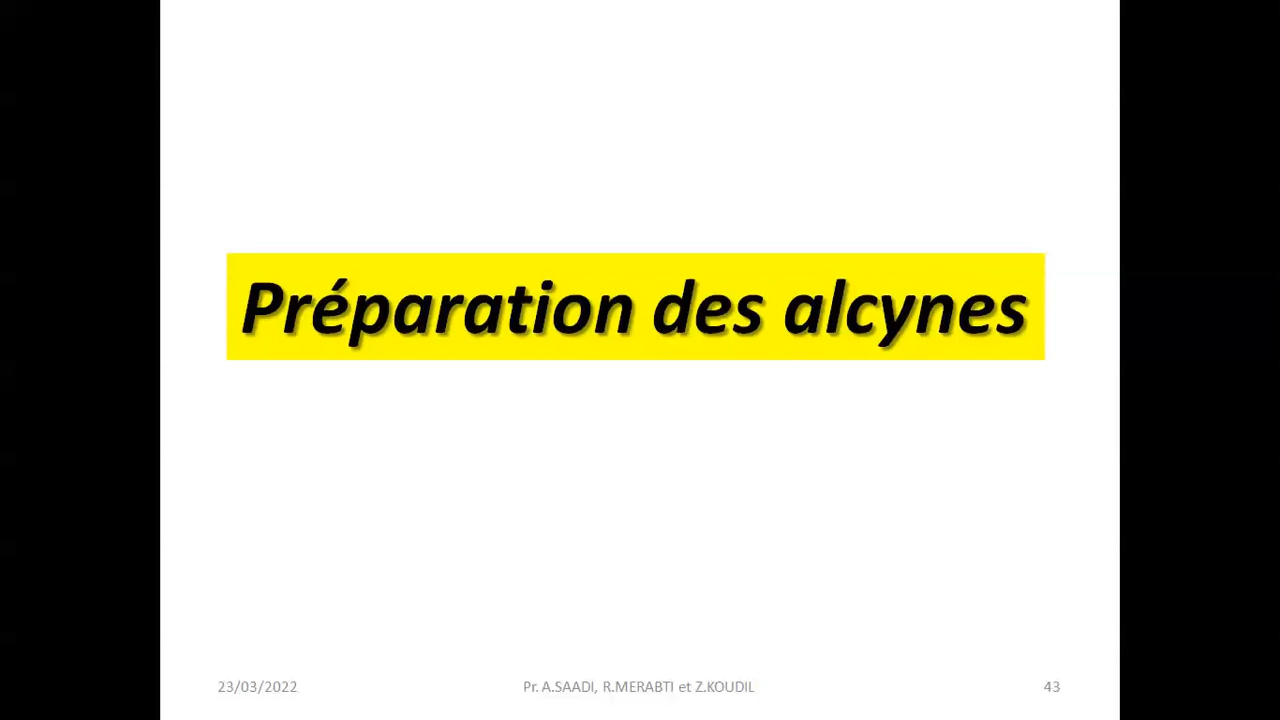 Préparation des alcynes
23/03/2022
Pr. A.SAADI, R.MERABTI et Z.KOUDIL
43